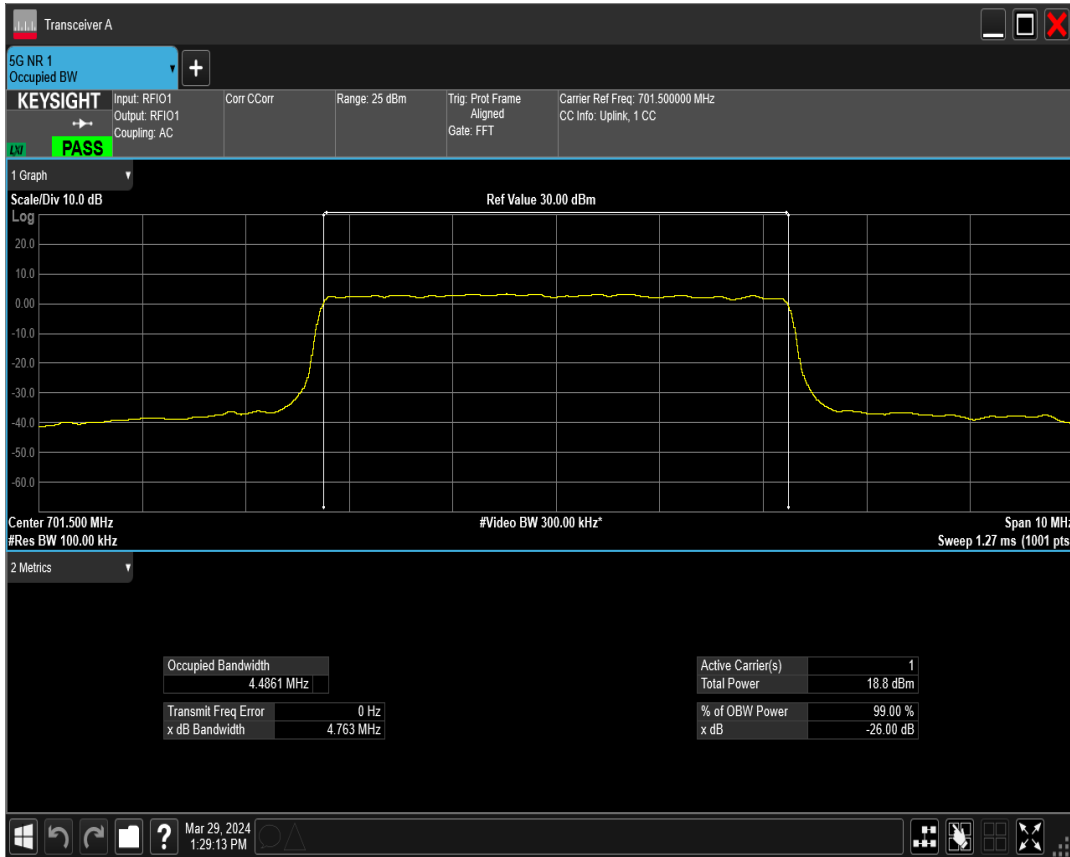 Transceiver A
5G NR 1
Occupied BW
+
KEYSIGHT
LXI
PASS
Input: RFIO1
Output: RFIO1
Coupling: AC
Corr CCorr
Range: 25 dBm
Trig: Prot Frame
Aligned
Gate: FFT
Carrier Ref Freq: 701.500000 MHz
CC Info: Uplink, 1 CC
1 Graph
Scale/Div 10.0 dB
Ref Value 30.00 dBm
Log
20.0
10.0
0.00
-10.0
-20.0
-30.0
-40.0
-50.0
-60.0
Center 701.500 MHz
#Video BW 300.00 kHz*
Span 10 MHz
#Res BW 100.00 kHz
Sweep 1.27 ms (1001 pts
2 Metrics
Occupied Bandwidth
4.4861 MHz
Transmit Freq Error 0 Hz
x dB Bandwidth 4.763 MHz
Active Carrier(s) 1
Total Power 18.8 dBm
% of OBW Power 99.00 %
x dB -26.00 dB
?
Mar 29, 2024
1:29:13 PM